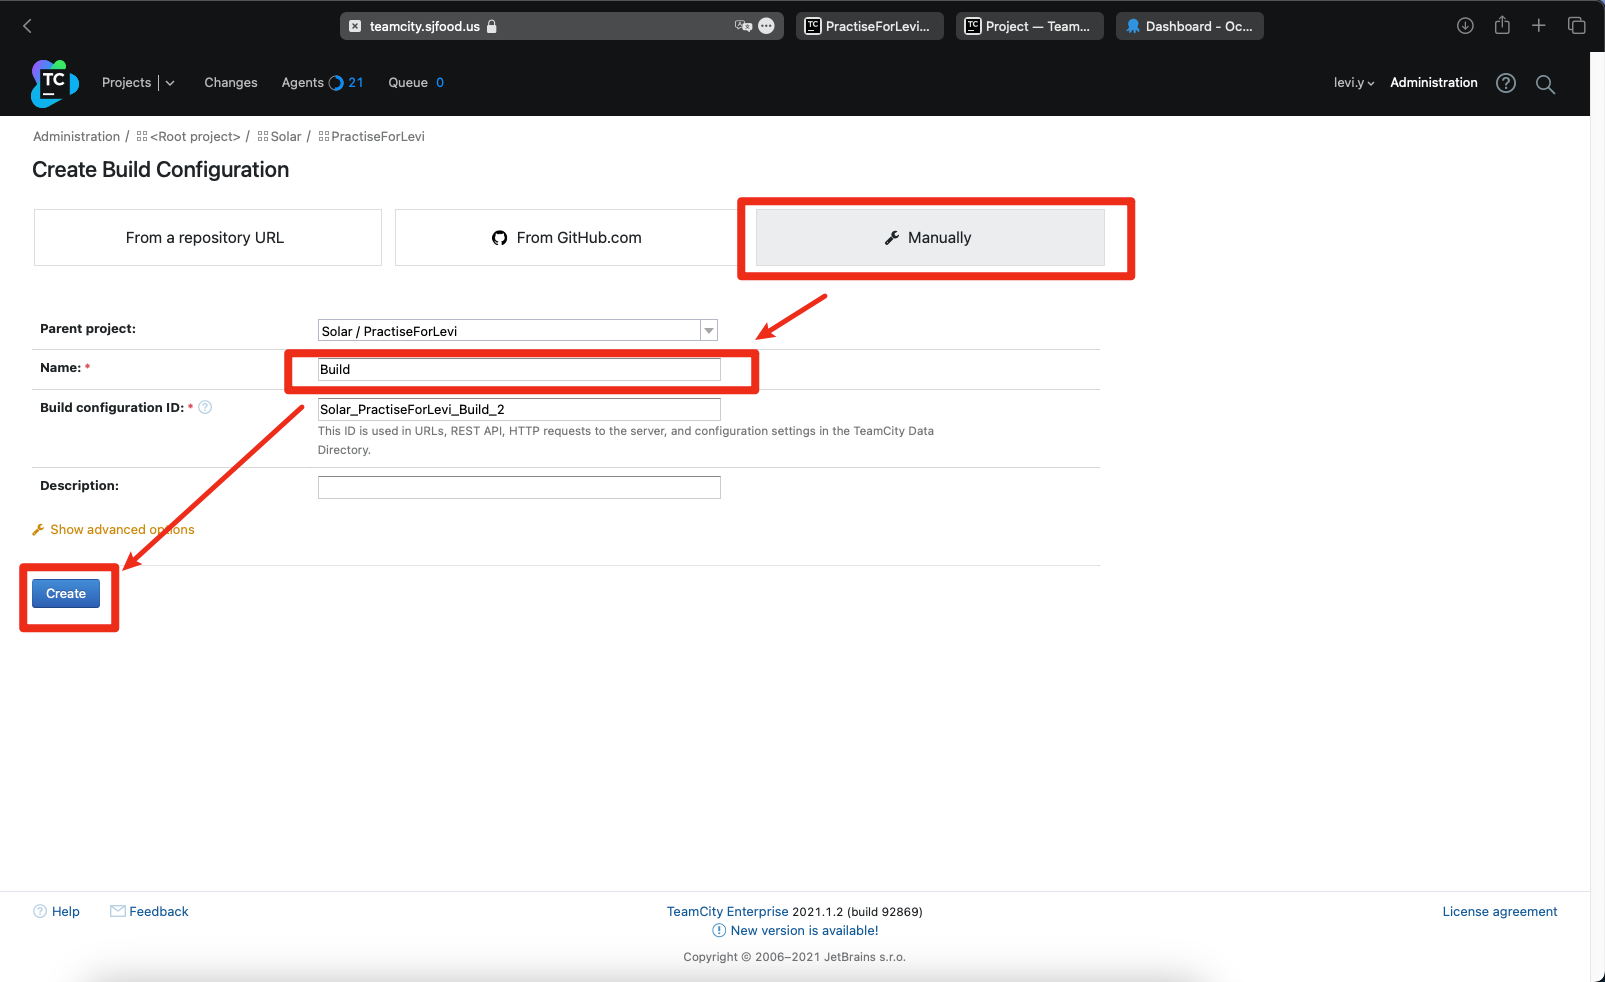 teamcity.sjfood.us
TC PractiseForLevi...
TC Project — Team...
Dashboard - Oc...
TC
Projects
Changes
Agents 21
Queue 0
levi.y
Administration
Administration / <Root project> / Solar / PractiseForLevi
Create Build Configuration
From a repository URL
From GitHub.com
Manually
Parent project:
Solar / PractiseForLevi
Name: *
Build
Build configuration ID: * ?
Solar_PractiseForLevi_Build_2
This ID is used in URLs, REST API, HTTP requests to the server, and configuration settings in the TeamCity Data
Directory.
Description:
Show advanced options
Create
? Help
Feedback
TeamCity Enterprise 2021.1.2 (build 92869)
License agreement
New version is available!
Copyright © 2006–2021 JetBrains s.r.o.